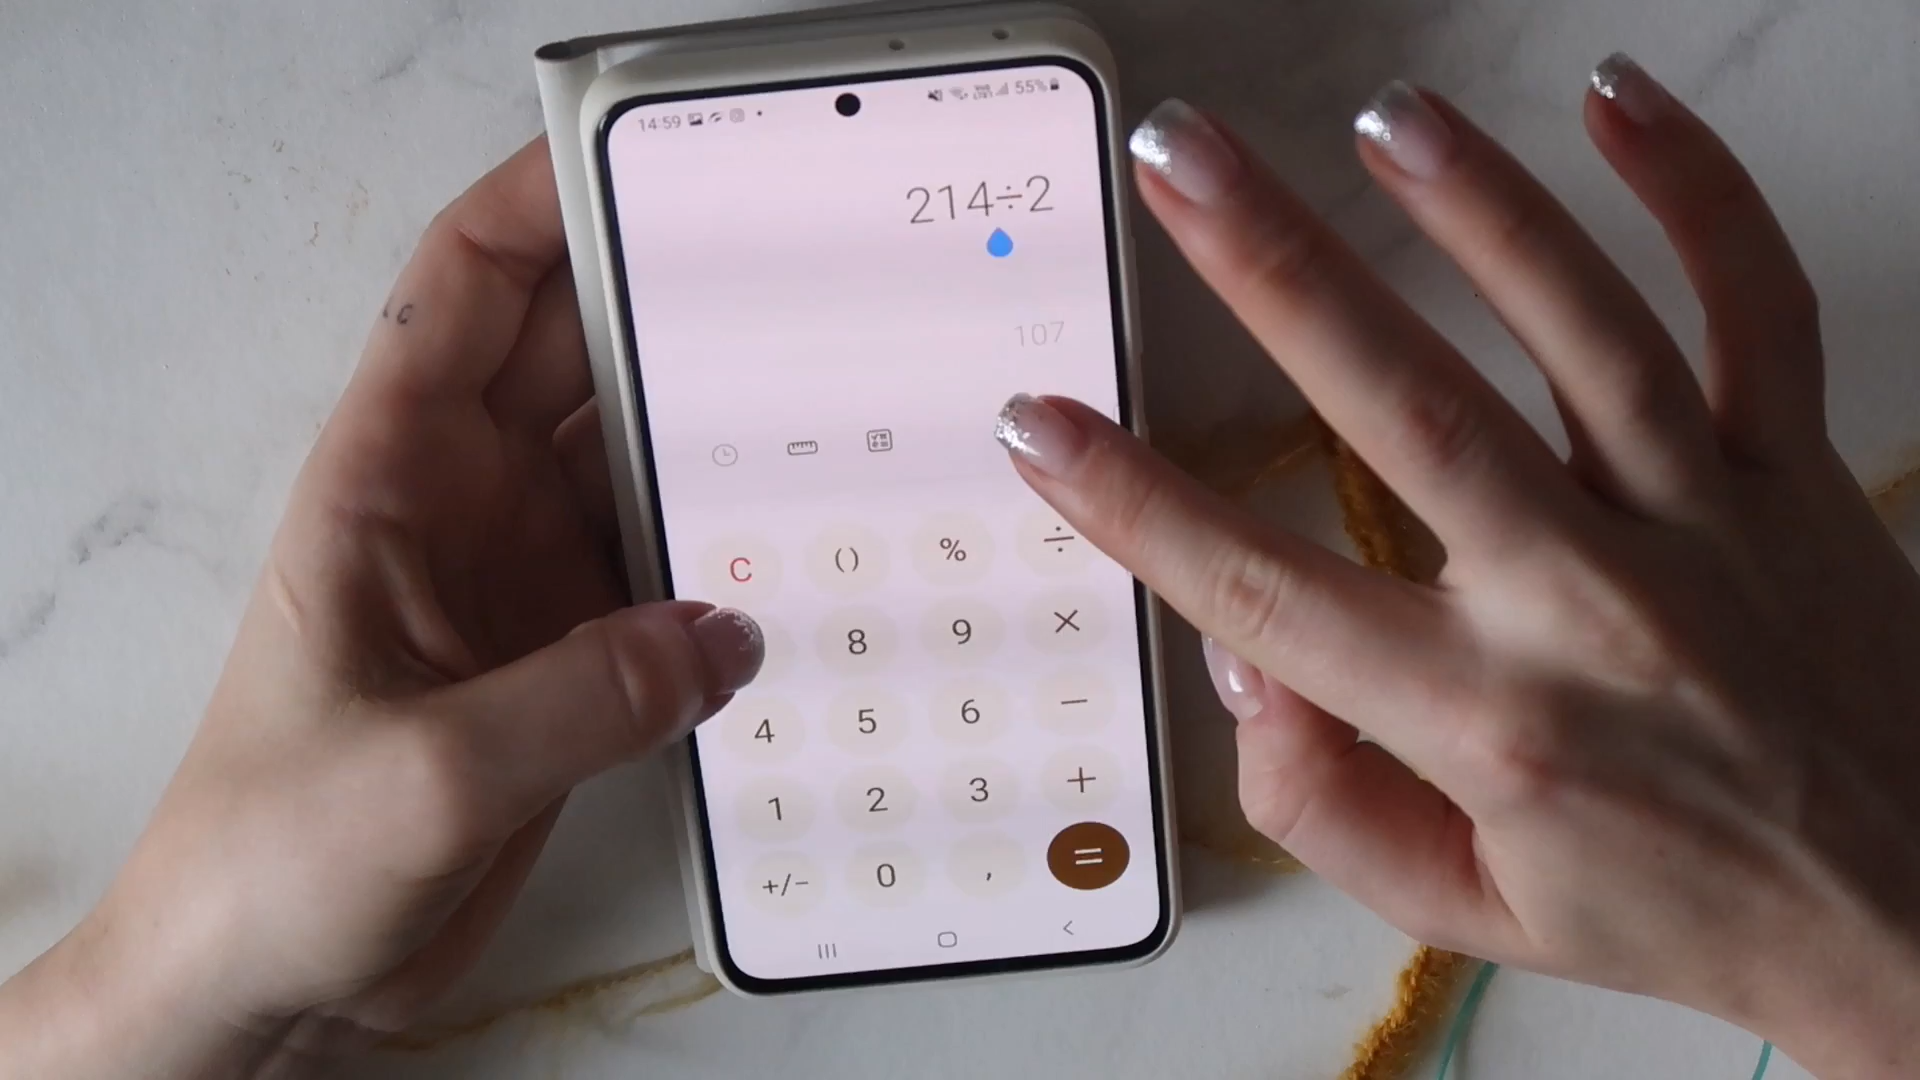 14:59 55%
214÷2
107
C () % ÷
8 9 ×
4 5 6 −
1 2 3 +
+/− 0 , =